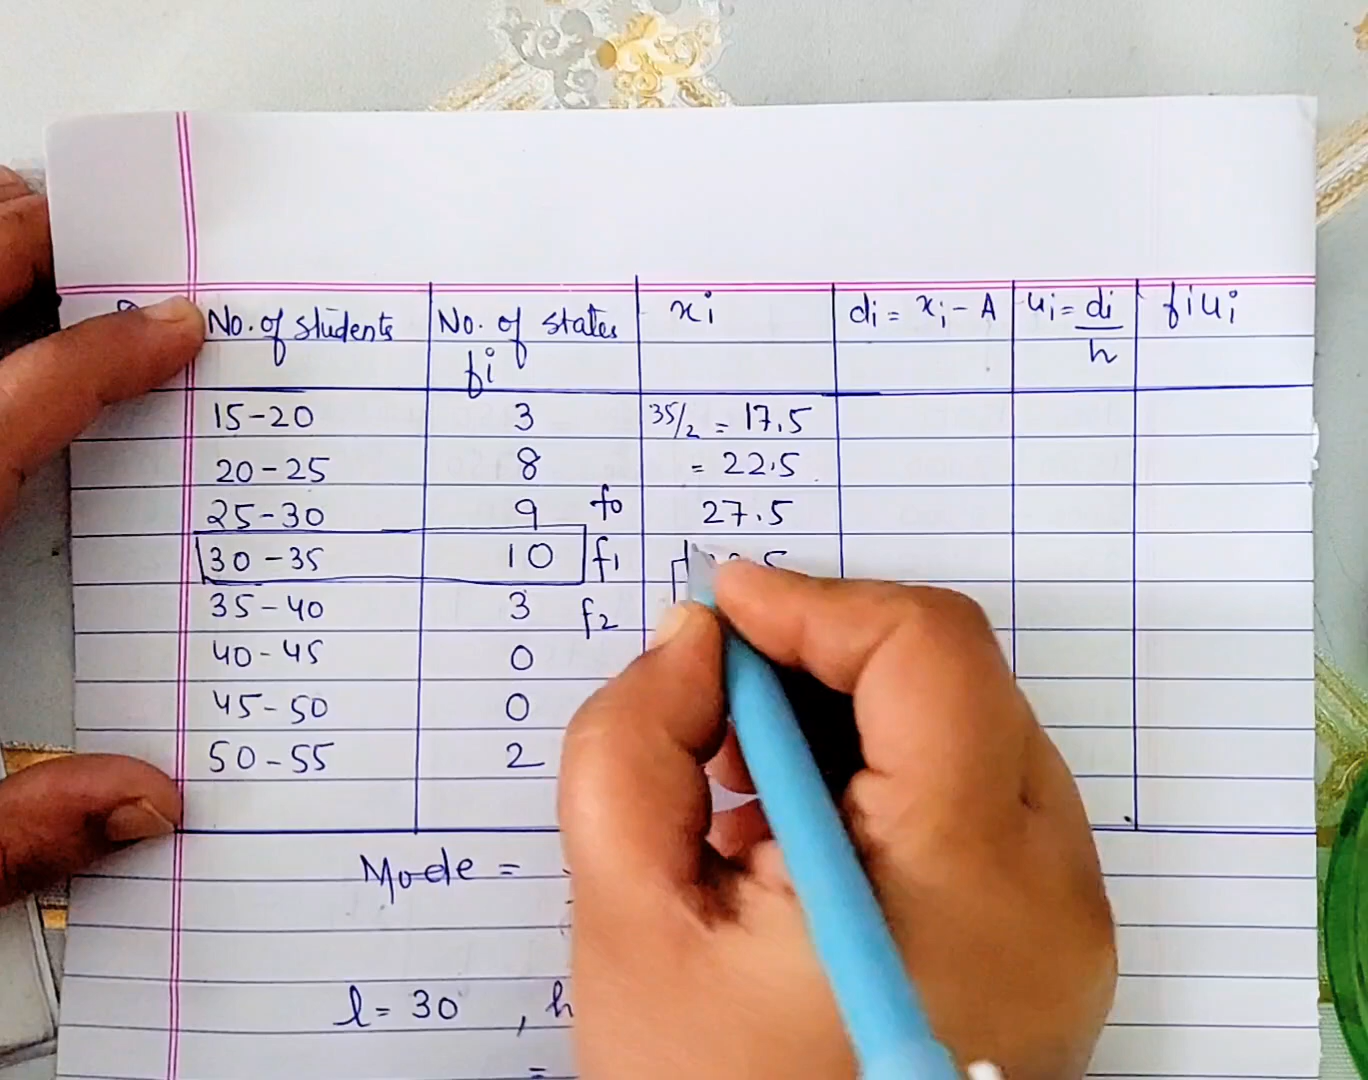 No. of students No. of states xi di = xi - A ui = di/h fiui
fi
15-20 3 35/2 = 17.5
20-25 8 = 22.5
25-30 9 f0 27.5
30-35 10 f1
35-40 3 f2
40-45 0
45-50 0
50-55 2
Mode =
l = 30 , h
=